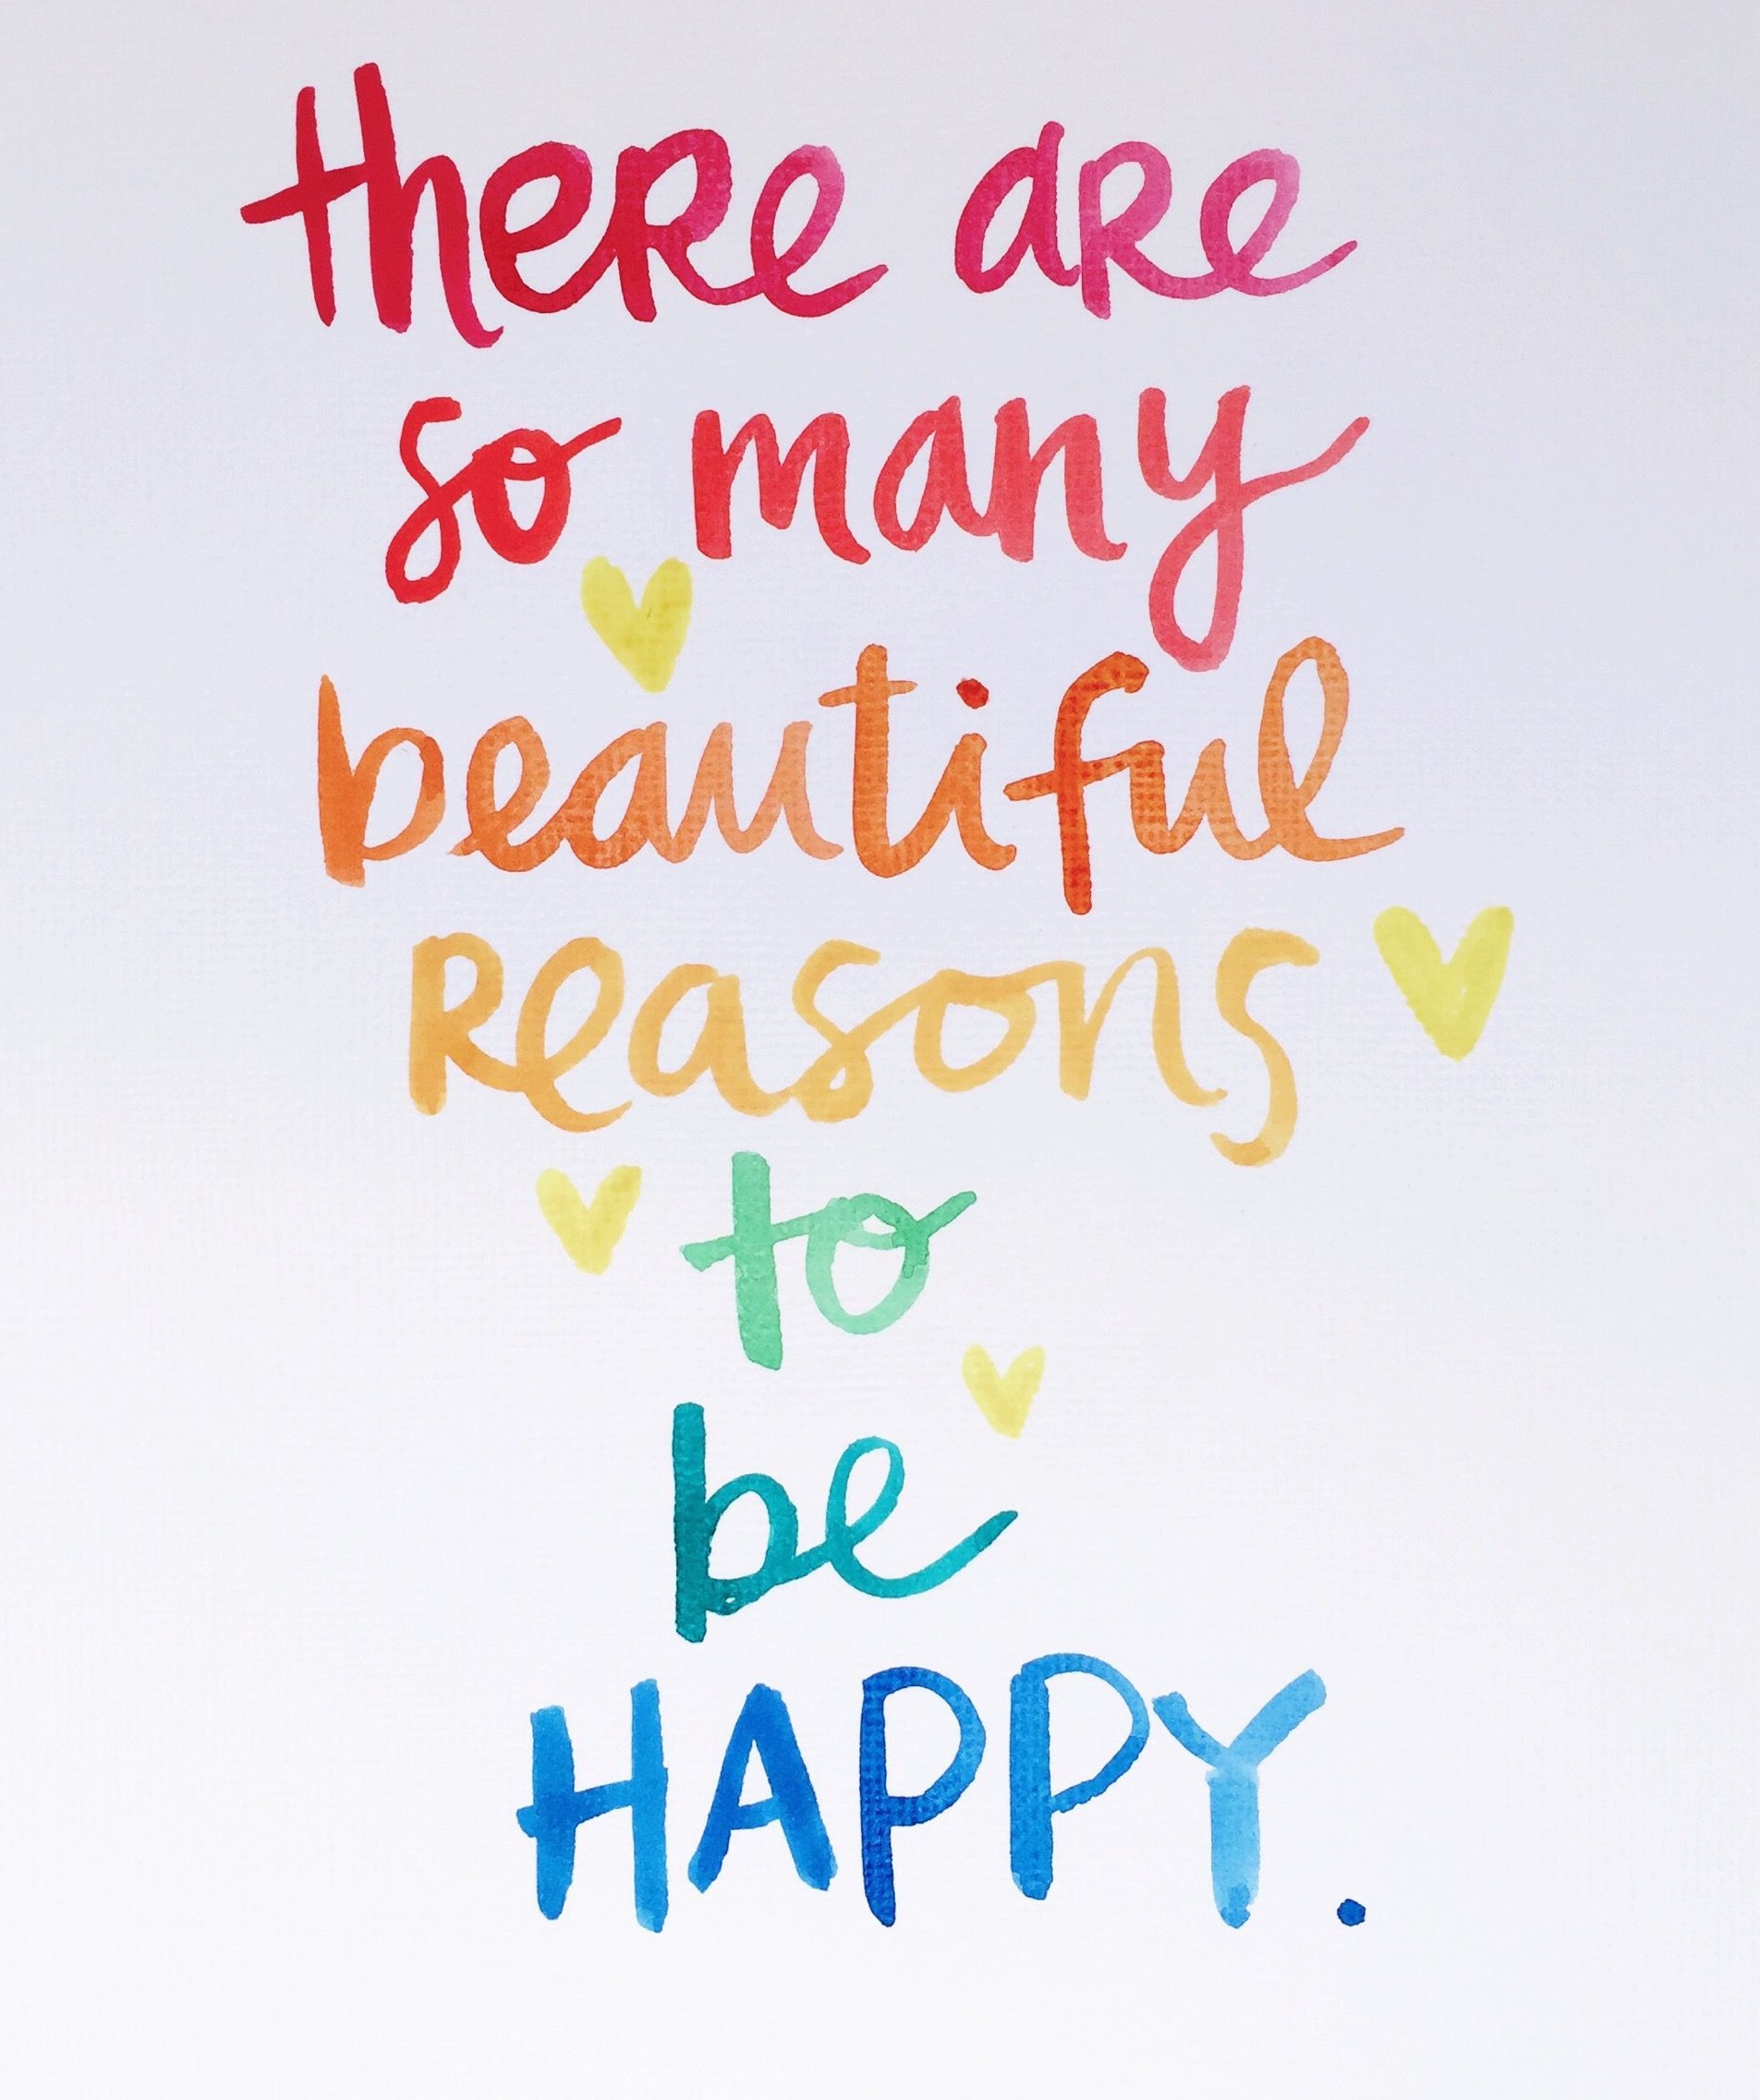 there are
so many
beautiful
reasons
to
be
HAPPY.